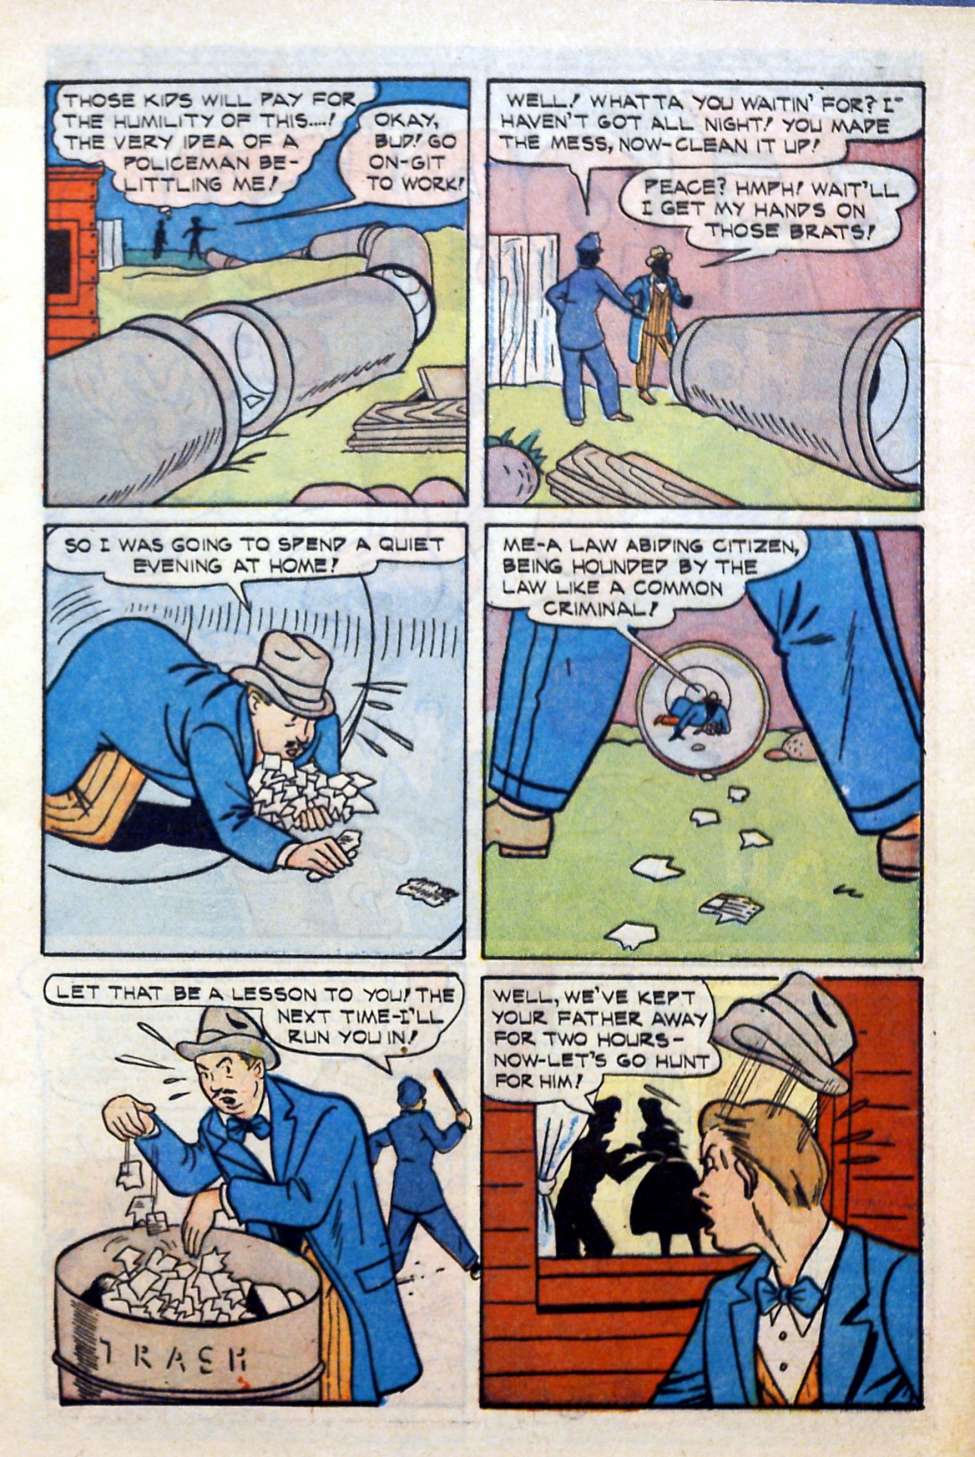 THOSE KIDS WILL PAY FOR
THE HUMILITY OF THIS....!
THE VERY IDEA OF A
POLICEMAN BE-
LITTLING ME!
OKAY,
BUD! GO
ON-GIT
TO WORK!
WELL! WHATTA YOU WAITIN' FOR? I-
HAVEN'T GOT ALL NIGHT! YOU MADE
THE MESS, NOW-CLEAN IT UP!
PEACE? HMPH! WAIT'LL
I GET MY HANDS ON
THOSE BRATS!
SO I WAS GOING TO SPEND A QUIET
EVENING AT HOME!
ME-A LAW ABIDING CITIZEN,
BEING HOUNDED BY THE
LAW LIKE A COMMON
CRIMINAL!
LET THAT BE A LESSON TO YOU! THE
NEXT TIME-I'LL
RUN YOU IN!
TRASH
WELL, WE'VE KEPT
YOUR FATHER AWAY
FOR TWO HOURS-
NOW-LET'S GO HUNT
FOR HIM!